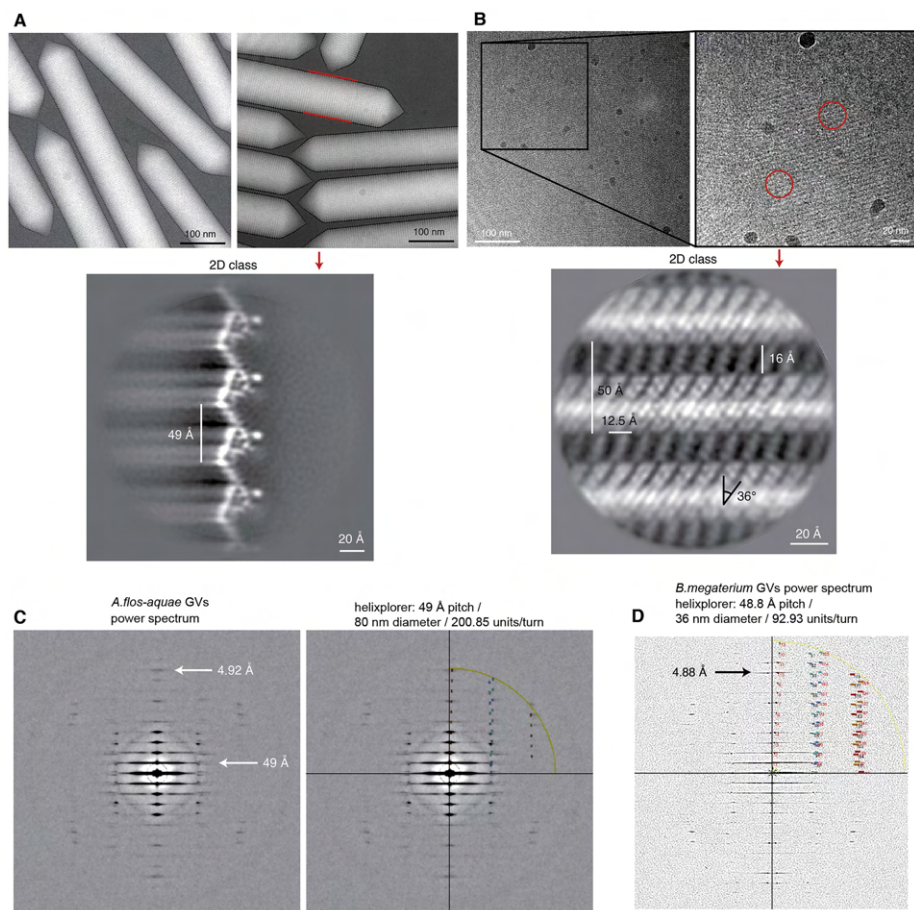 A
B
100 nm
100 nm
100 nm
20 nm
2D class
2D class
49 Å
20 Å
16 Å
50 Å
12.5 Å
36°
20 Å
C
A.flos-aquae GVs
power spectrum
helixplorer: 49 Å pitch /
80 nm diameter / 200.85 units/turn
D
B.megaterium GVs power spectrum
helixplorer: 48.8 Å pitch /
36 nm diameter / 92.93 units/turn
4.92 Å
49 Å
4.88 Å